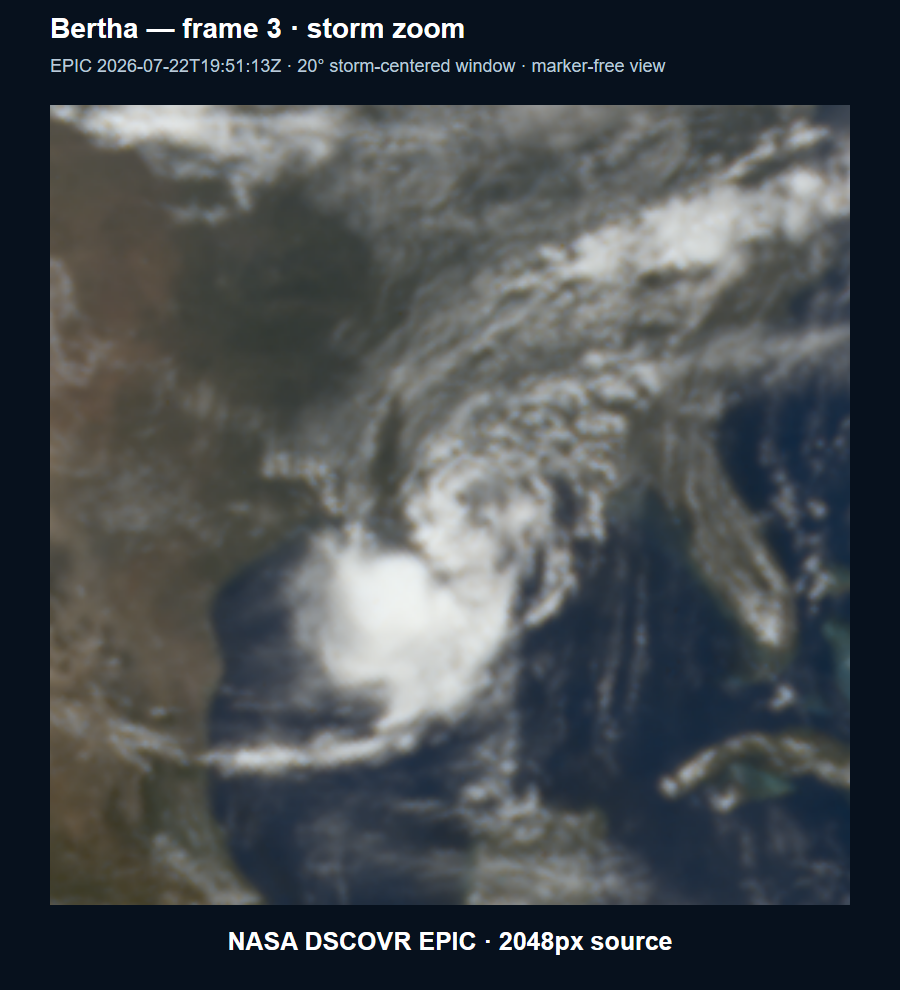 Bertha — frame 3 · storm zoom
EPIC 2026-07-22T19:51:13Z · 20° storm-centered window · marker-free view
NASA DSCOVR EPIC · 2048px source